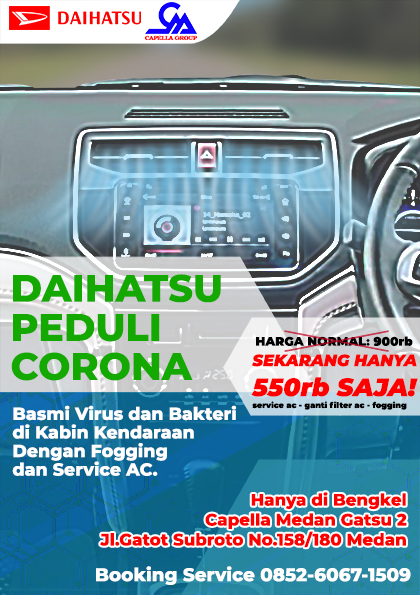 DAIHATSU
CAPELLA GROUP
DAIHATSU
PEDULI
CORONA
HARGA NORMAL: 900rb
SEKARANG HANYA
550rb SAJA!
service ac - ganti filter ac - fogging
Basmi Virus dan Bakteri
di Kabin Kendaraan
Dengan Fogging
dan Service AC.
Hanya di Bengkel
Capella Medan Gatsu 2
Jl.Gatot Subroto No.158/180 Medan
Booking Service 0852-6067-1509